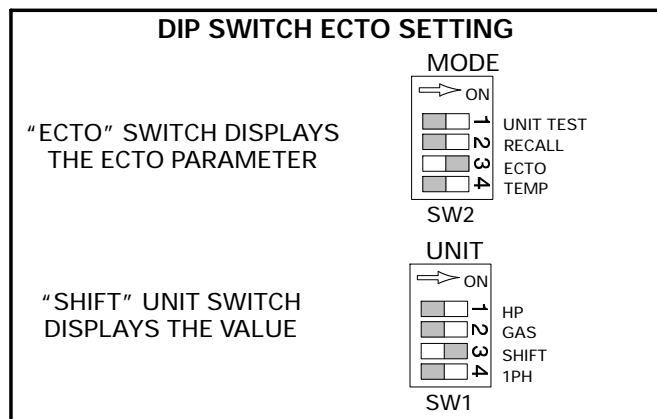 DIP SWITCH ECTO SETTING
MODE
ON
"ECTO" SWITCH DISPLAYS
THE ECTO PARAMETER
1 UNIT TEST
2 RECALL
3 ECTO
4 TEMP
SW2
UNIT
ON
"SHIFT" UNIT SWITCH
DISPLAYS THE VALUE
1 HP
2 GAS
3 SHIFT
4 1PH
SW1